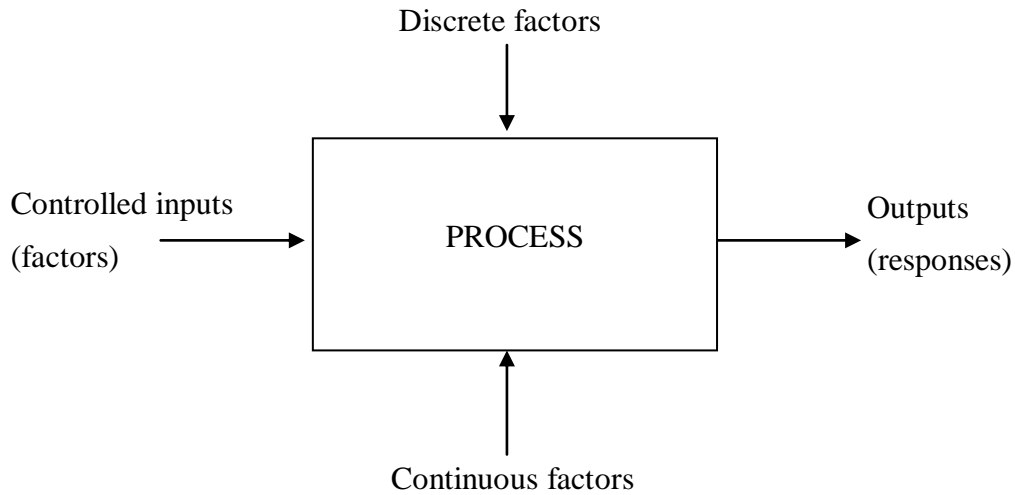 Discrete factors
Controlled inputs
(factors)
PROCESS
Outputs
(responses)
Continuous factors